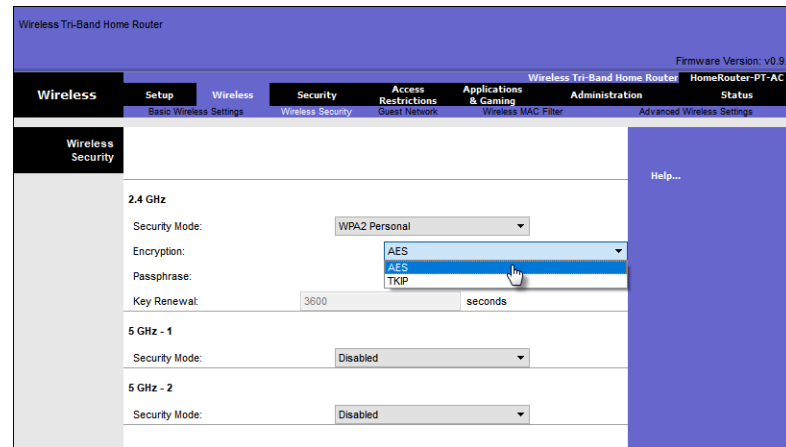 Wireless Tri-Band Home Router
Firmware Version: v0.9
Wireless Tri-Band Home Router HomeRouter-PT-AC
Wireless
Setup Wireless Security Access Restrictions Applications & Gaming Administration Status
Basic Wireless Settings Wireless Security Guest Network Wireless MAC Filter Advanced Wireless Settings
Wireless Security
Help...
2.4 GHz
Security Mode: WPA2 Personal
Encryption: AES
AES
TKIP
Passphrase:
Key Renewal: 3600 seconds
5 GHz - 1
Security Mode: Disabled
5 GHz - 2
Security Mode: Disabled